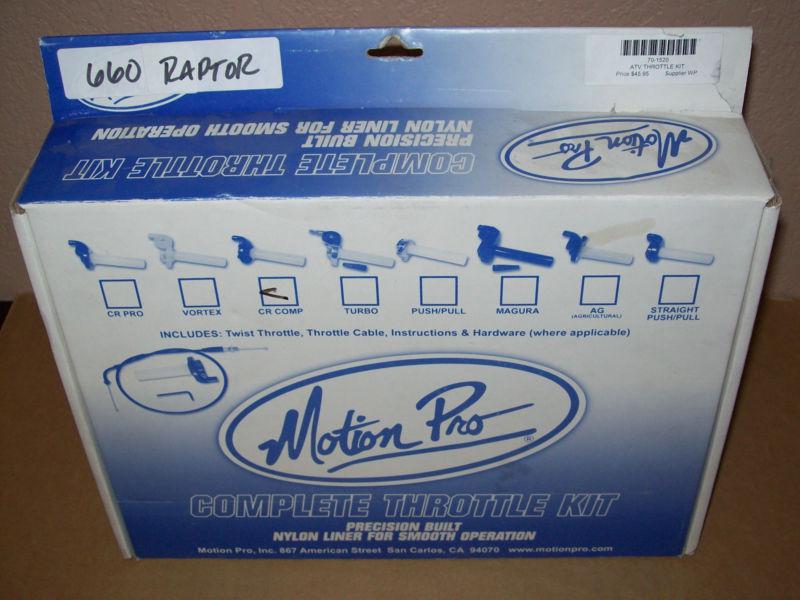 660 RAPTOR
70-1520
ATV THROTTLE KIT
Price $45.95 Supplier WP
COMPLETE THROTTLE KIT
PRECISION BUILT
NYLON LINER FOR SMOOTH OPERATION
Motion Pro
CR PRO
VORTEX
CR COMP
TURBO
PUSH/PULL
MAGURA
AG
(AGRICULTURAL)
STRAIGHT
PUSH/PULL
INCLUDES: Twist Throttle, Throttle Cable, Instructions & Hardware (where applicable)
Motion Pro®
COMPLETE THROTTLE KIT
PRECISION BUILT
NYLON LINER FOR SMOOTH OPERATION
Motion Pro, Inc. 867 American Street San Carlos, CA 94070 www.motionpro.com